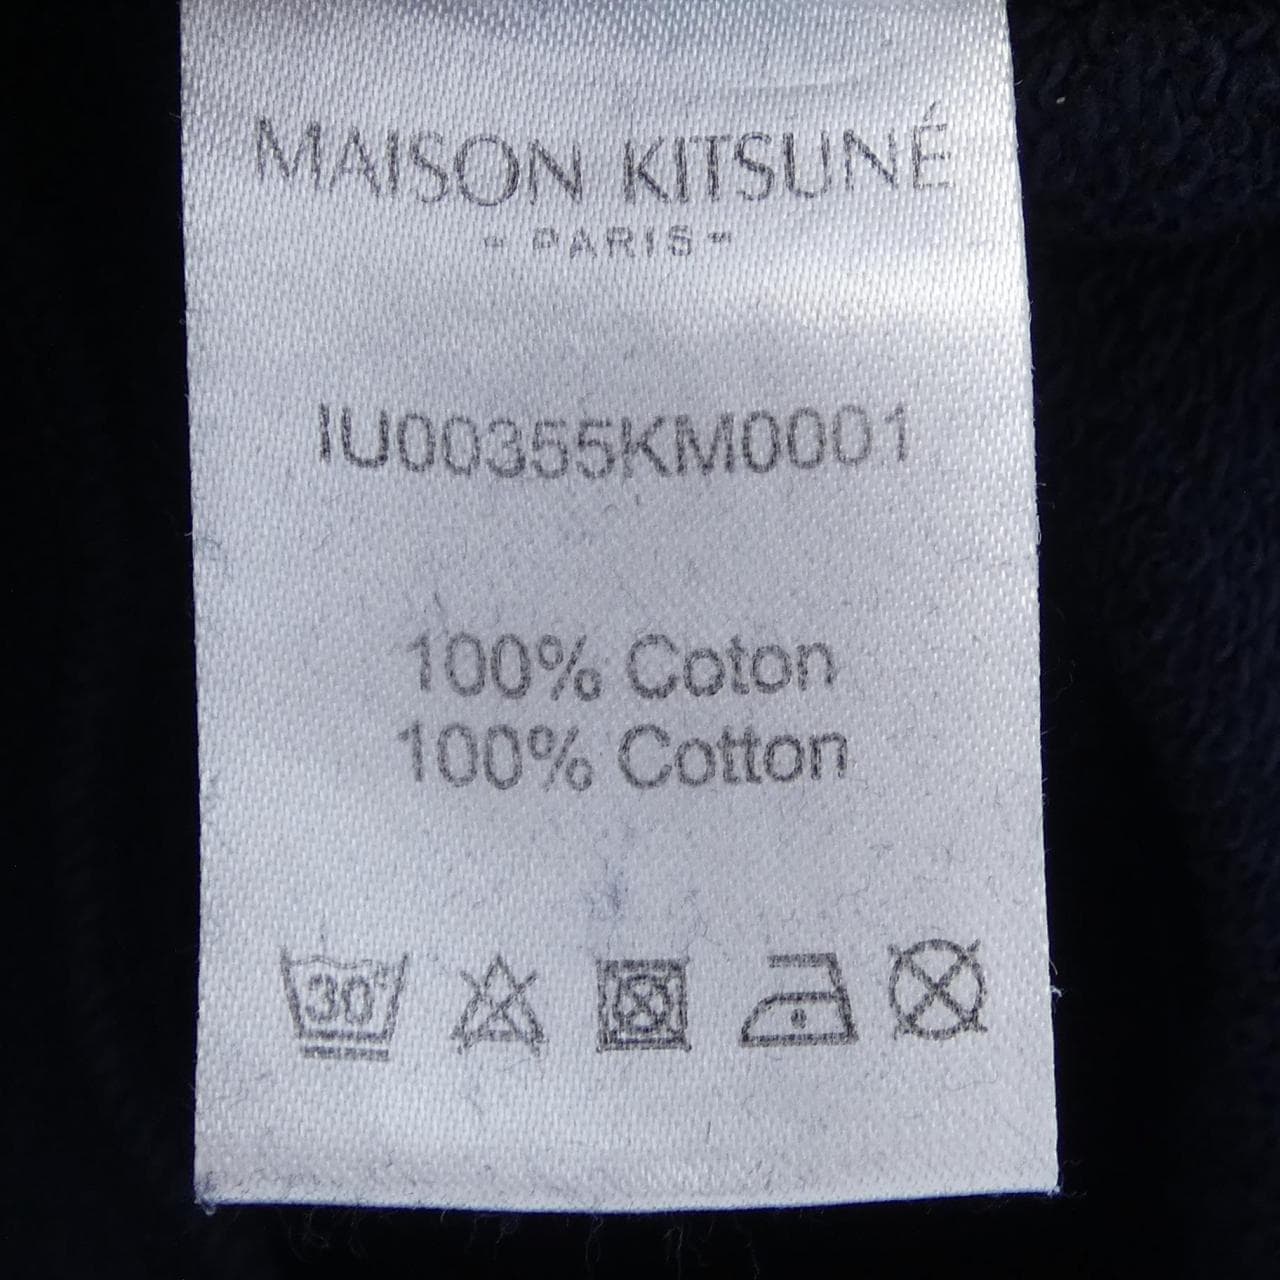 MAISON KITSUNÉ
- PARIS -
IU00355KM0001
100% Coton
100% Cotton
30°